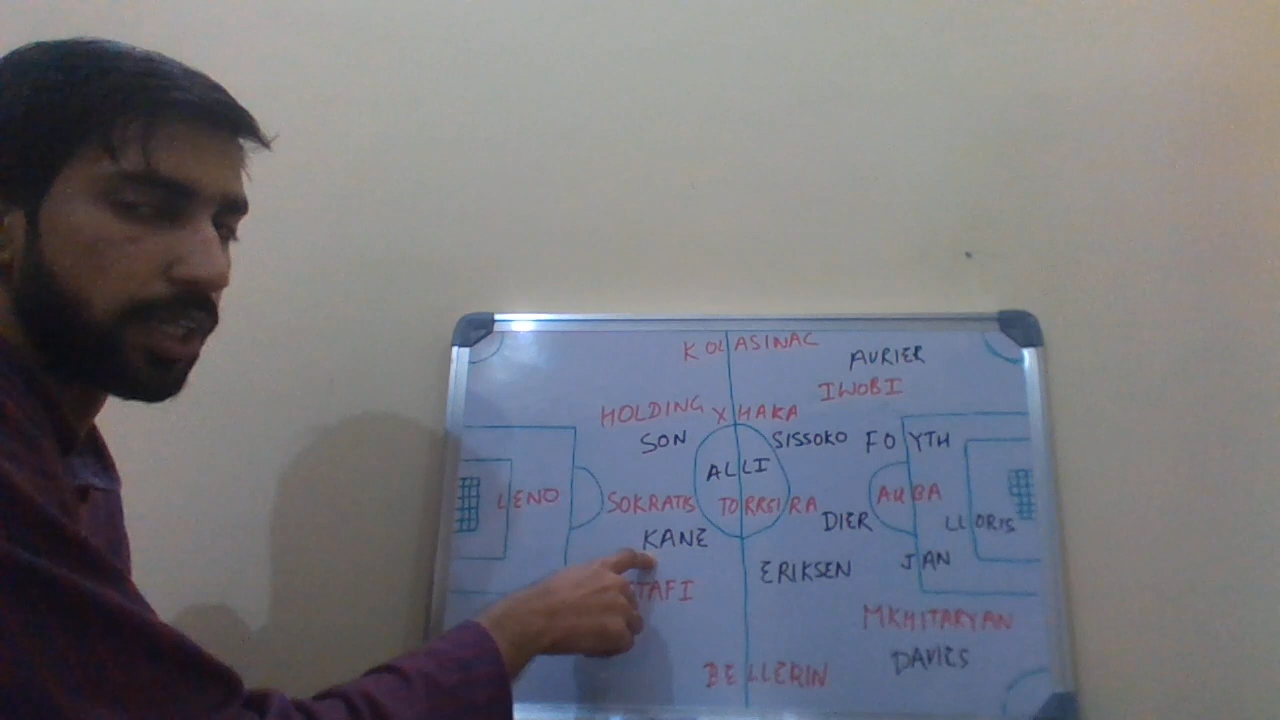 KOLASINAC
AURIER
IWOBI
HOLDING XHAKA
SON SISSOKO FOYTH
ALLI
LENO SOKRATIS TORREIRA AUBA
DIER LLORIS
KANE
ERIKSEN JAN
TAFI
MKHITARYAN
DAVIES
BELLERIN